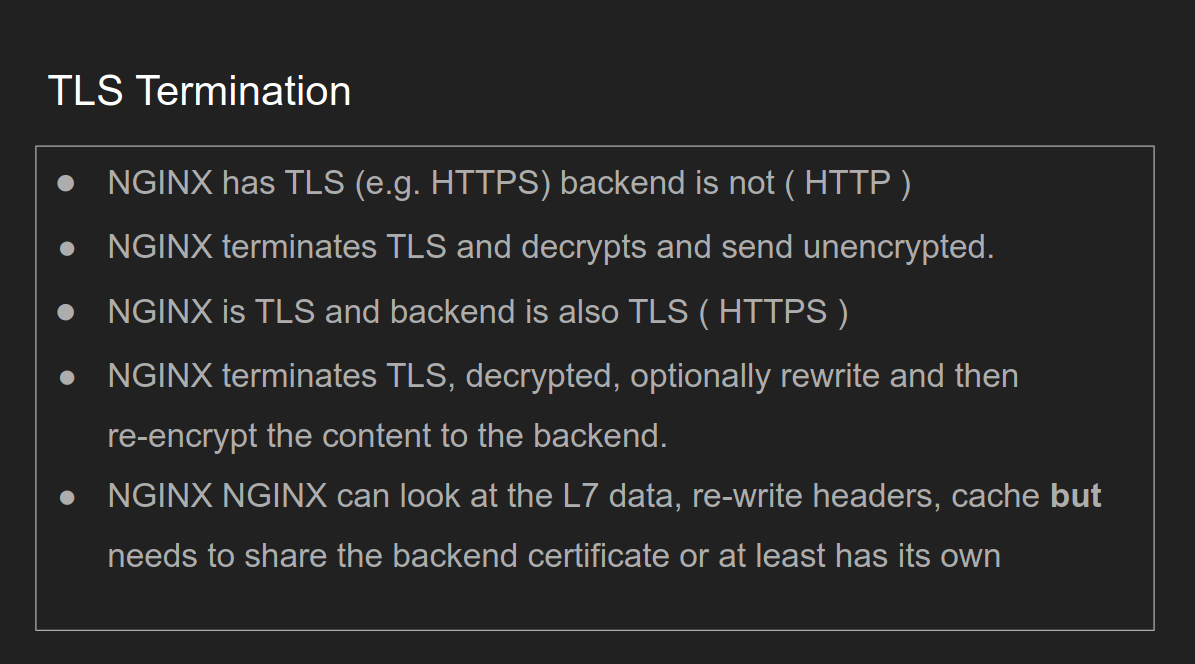 TLS Termination
● NGINX has TLS (e.g. HTTPS) backend is not ( HTTP )
● NGINX terminates TLS and decrypts and send unencrypted.
● NGINX is TLS and backend is also TLS ( HTTPS )
● NGINX terminates TLS, decrypted, optionally rewrite and then
re-encrypt the content to the backend.
● NGINX NGINX can look at the L7 data, re-write headers, cache but
needs to share the backend certificate or at least has its own